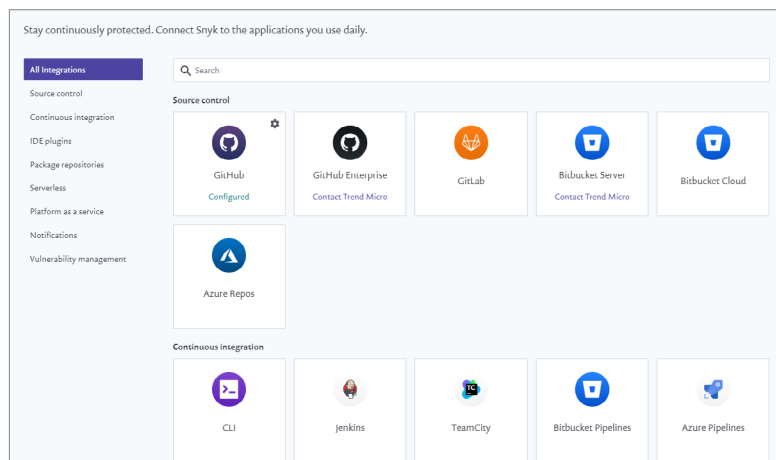 Stay continuously protected. Connect Snyk to the applications you use daily.
All Integrations
Source control
Continuous integration
IDE plugins
Package repositories
Serverless
Platform as a service
Notifications
Vulnerability management
Search
Source control
GitHub
Configured
GitHub Enterprise
Contact Trend Micro
GitLab
Bitbucket Server
Contact Trend Micro
Bitbucket Cloud
Azure Repos
Continuous integration
CLI
Jenkins
TC
TeamCity
Bitbucket Pipelines
Azure Pipelines